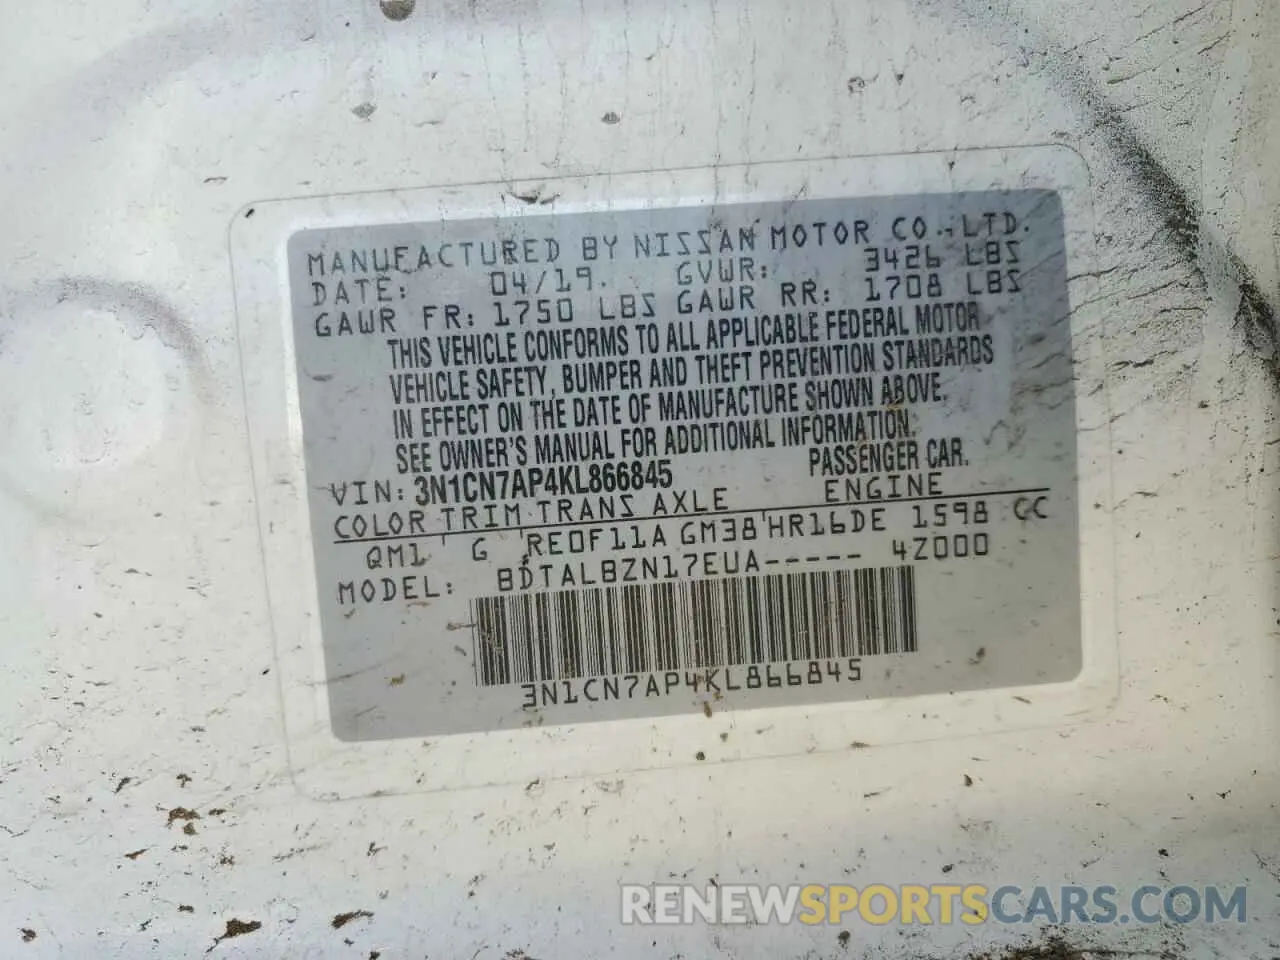 MANUFACTURED BY NISSAN MOTOR CO., LTD.
DATE: 04/19. GVWR: 3426 LBS
GAWR FR: 1750 LBS GAWR RR: 1708 LBS
THIS VEHICLE CONFORMS TO ALL APPLICABLE FEDERAL MOTOR
VEHICLE SAFETY, BUMPER AND THEFT PREVENTION STANDARDS
IN EFFECT ON THE DATE OF MANUFACTURE SHOWN ABOVE.
SEE OWNER'S MANUAL FOR ADDITIONAL INFORMATION.
VIN: 3N1CN7AP4KL866845 PASSENGER CAR.
COLOR TRIM TRANS AXLE ENGINE
QM1 G RE0F11A GM38 HR16DE 1598 CC
MODEL: BDTALBZN17EUA----- 4Z000
3N1CN7AP4KL866845
RENEWSPORTSCARS.COM